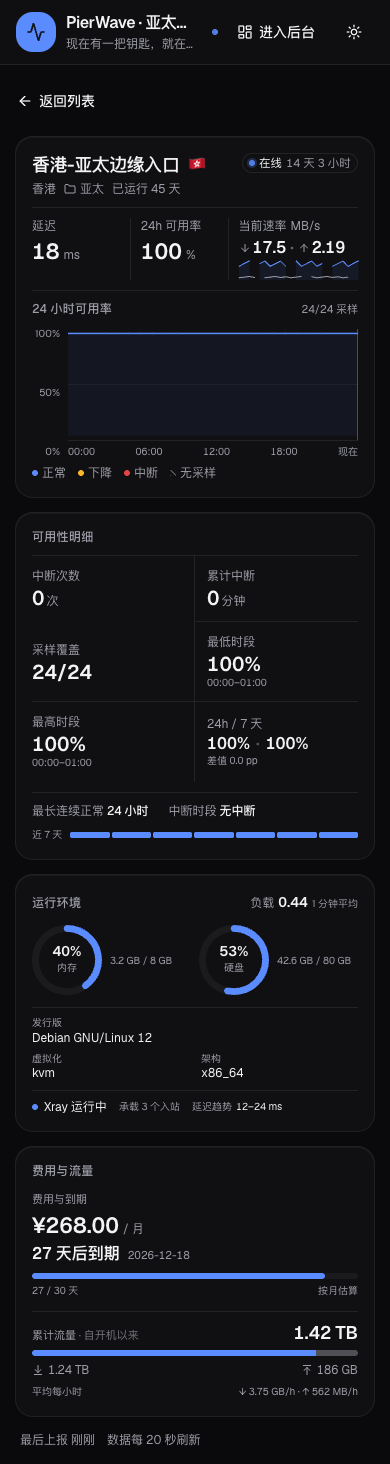 PierWave · 亚太...
现在有一把钥匙，就在...
进入后台
返回列表
香港-亚太边缘入口
在线 14 天 3 小时
香港 亚太 已运行 45 天
延迟
18 ms
24h 可用率
100 %
当前速率 MB/s
↓ 17.5 · ↑ 2.19
24 小时可用率
24/24 采样
100%
50%
0%
00:00 06:00 12:00 18:00 现在
正常 下降 中断 无采样
可用性明细
中断次数
0 次
累计中断
0 分钟
采样覆盖
24/24
最低时段
100%
00:00–01:00
最高时段
100%
00:00–01:00
24h / 7 天
100% · 100%
差值 0.0 pp
最长连续正常 24 小时 中断时段 无中断
近 7 天
运行环境
负载 0.44 1 分钟平均
40%
内存
3.2 GB / 8 GB
53%
硬盘
42.6 GB / 80 GB
发行版
Debian GNU/Linux 12
虚拟化
kvm
架构
x86_64
Xray 运行中 承载 3 个入站 延迟趋势 12–24 ms
费用与流量
费用与到期
¥268.00 / 月
27 天后到期 2026-12-18
27 / 30 天
按月估算
累计流量 · 自开机以来
1.42 TB
↓ 1.24 TB
↑ 186 GB
平均每小时
↓ 3.75 GB/h · ↑ 562 MB/h
最后上报 刚刚 数据每 20 秒刷新